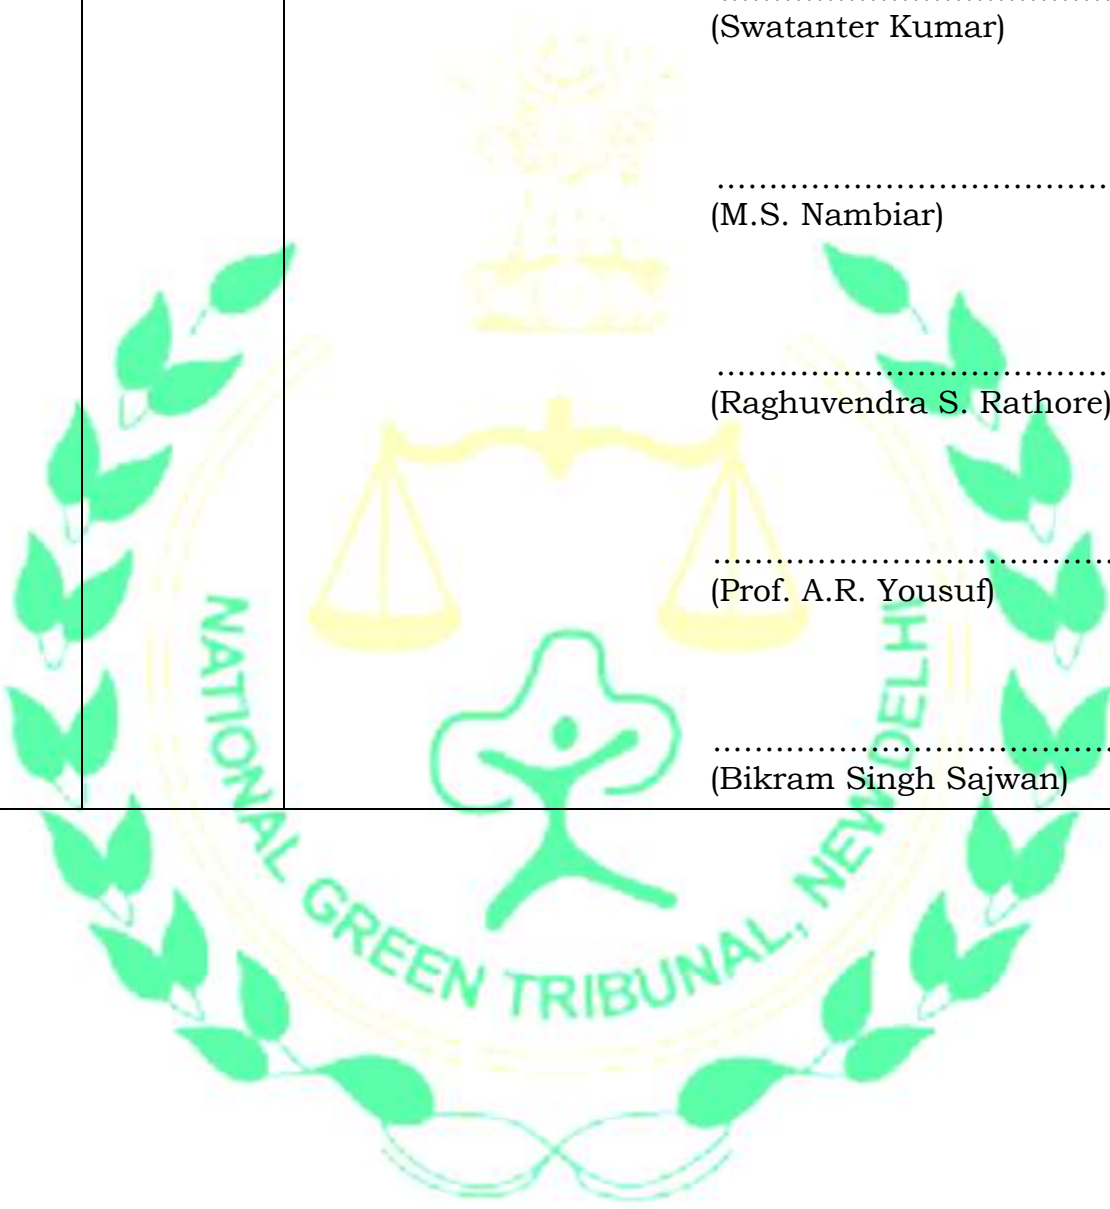 ........................................
(Swatanter Kumar)
........................................
(M.S. Nambiar)
........................................
(Raghuvendra S. Rathore)
........................................
(Prof. A.R. Yousuf)
........................................
(Bikram Singh Sajwan)
NATIONAL GREEN TRIBUNAL, NEW DELHI